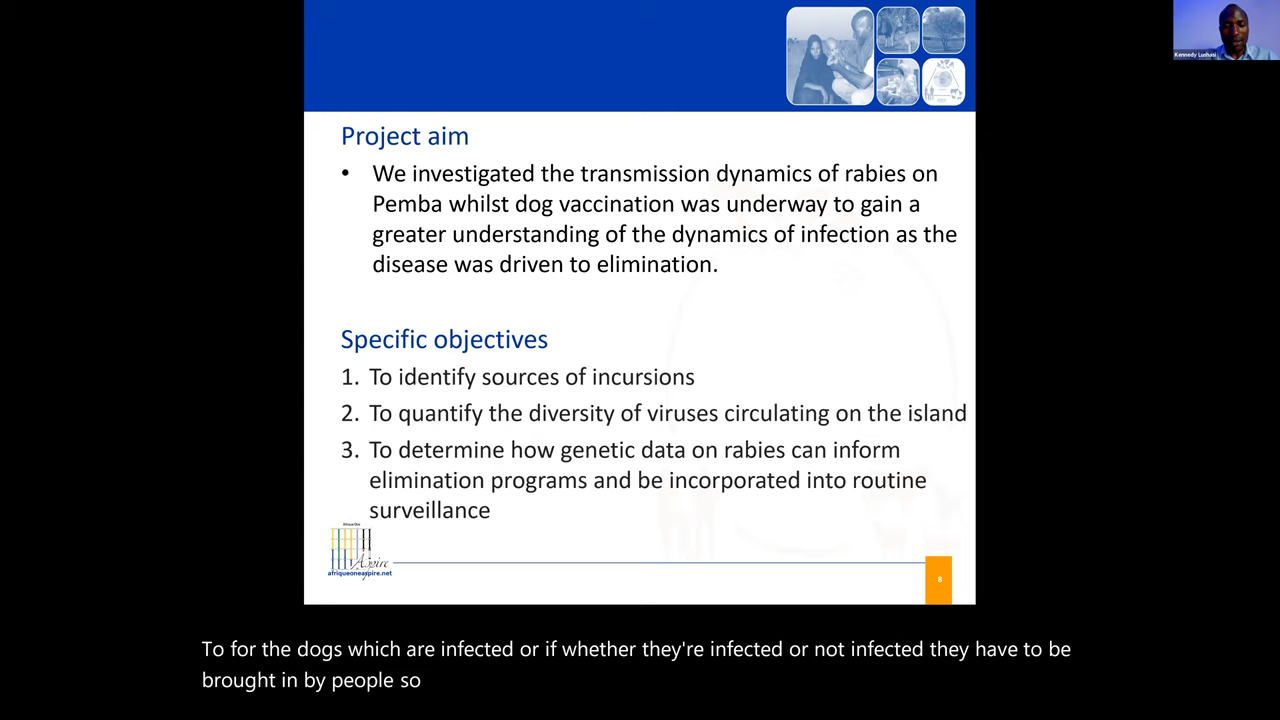 Kennedy Lushasi
Project aim
• We investigated the transmission dynamics of rabies on
Pemba whilst dog vaccination was underway to gain a
greater understanding of the dynamics of infection as the
disease was driven to elimination.
Specific objectives
1. To identify sources of incursions
2. To quantify the diversity of viruses circulating on the island
3. To determine how genetic data on rabies can inform
elimination programs and be incorporated into routine
surveillance
Afrique One
Aspire
afriqueoneaspire.net
8
To for the dogs which are infected or if whether they're infected or not infected they have to be
brought in by people so